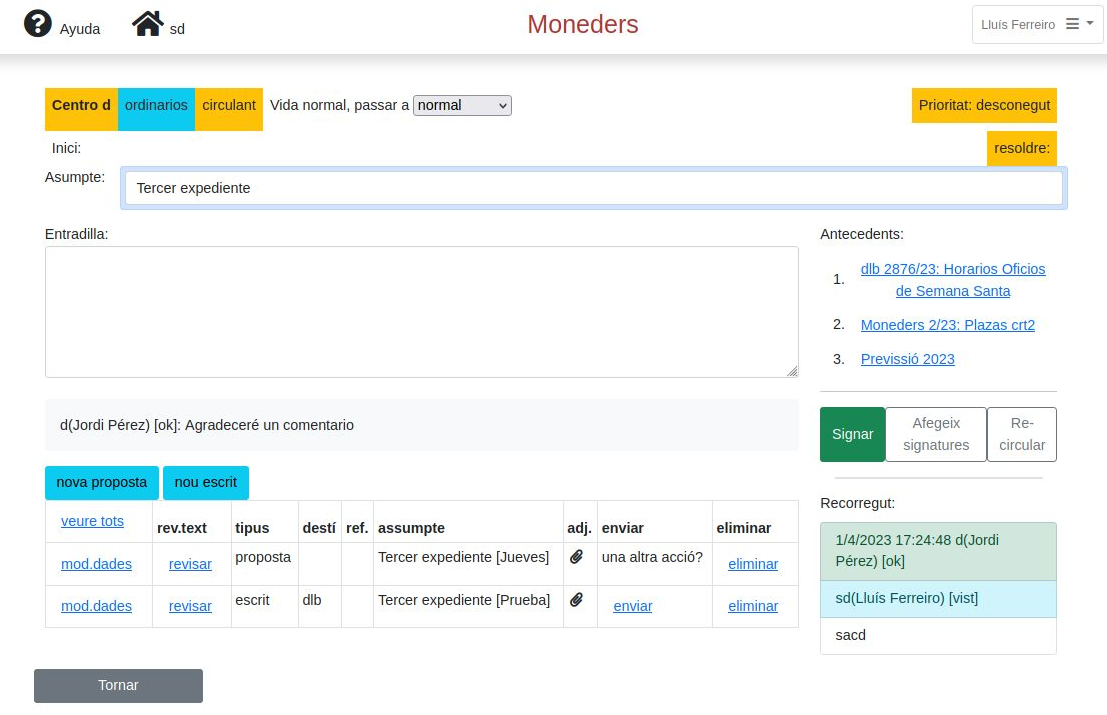 Ayuda sd Moneders Lluís Ferreiro
Centro d ordinarios circulant Vida normal, passar a normal Prioritat: desconegut
Inici: resoldre:
Asumpte: Tercer expediente
Entradilla:
d(Jordi Pérez) [ok]: Agradeceré un comentario
nova proposta nou escrit
veure tots rev.text tipus destí ref. assumpte adj. enviar eliminar
mod.dades revisar proposta Tercer expediente [Jueves] una altra acció? eliminar
mod.dades revisar escrit dlb Tercer expediente [Prueba] enviar eliminar
Antecedents:
1. dlb 2876/23: Horarios Oficios
de Semana Santa
2. Moneders 2/23: Plazas crt2
3. Previssió 2023
Signar Afegeix
signatures Re-
circular
Recorregut:
1/4/2023 17:24:48 d(Jordi
Pérez) [ok]
sd(Lluís Ferreiro) [vist]
sacd
Tornar